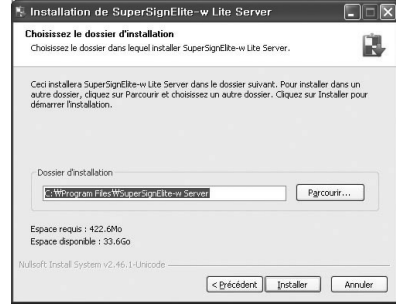 Installation de SuperSignElite-w Lite Server
Choisissez le dossier d'installation
Choisissez le dossier dans lequel installer SuperSignElite-w Lite Server.
Ceci installera SuperSignElite-w Lite Server dans le dossier suivant. Pour installer dans un
autre dossier, cliquez sur Parcourir et choisissez un autre dossier. Cliquez sur Installer pour
démarrer l'installation.
Dossier d'installation
C:₩Program Files₩SuperSignElite-w Server
Parcourir...
Espace requis : 422.6Mo
Espace disponible : 33.6Go
Nullsoft Install System v2.46.1-Unicode
< Précédent Installer Annuler